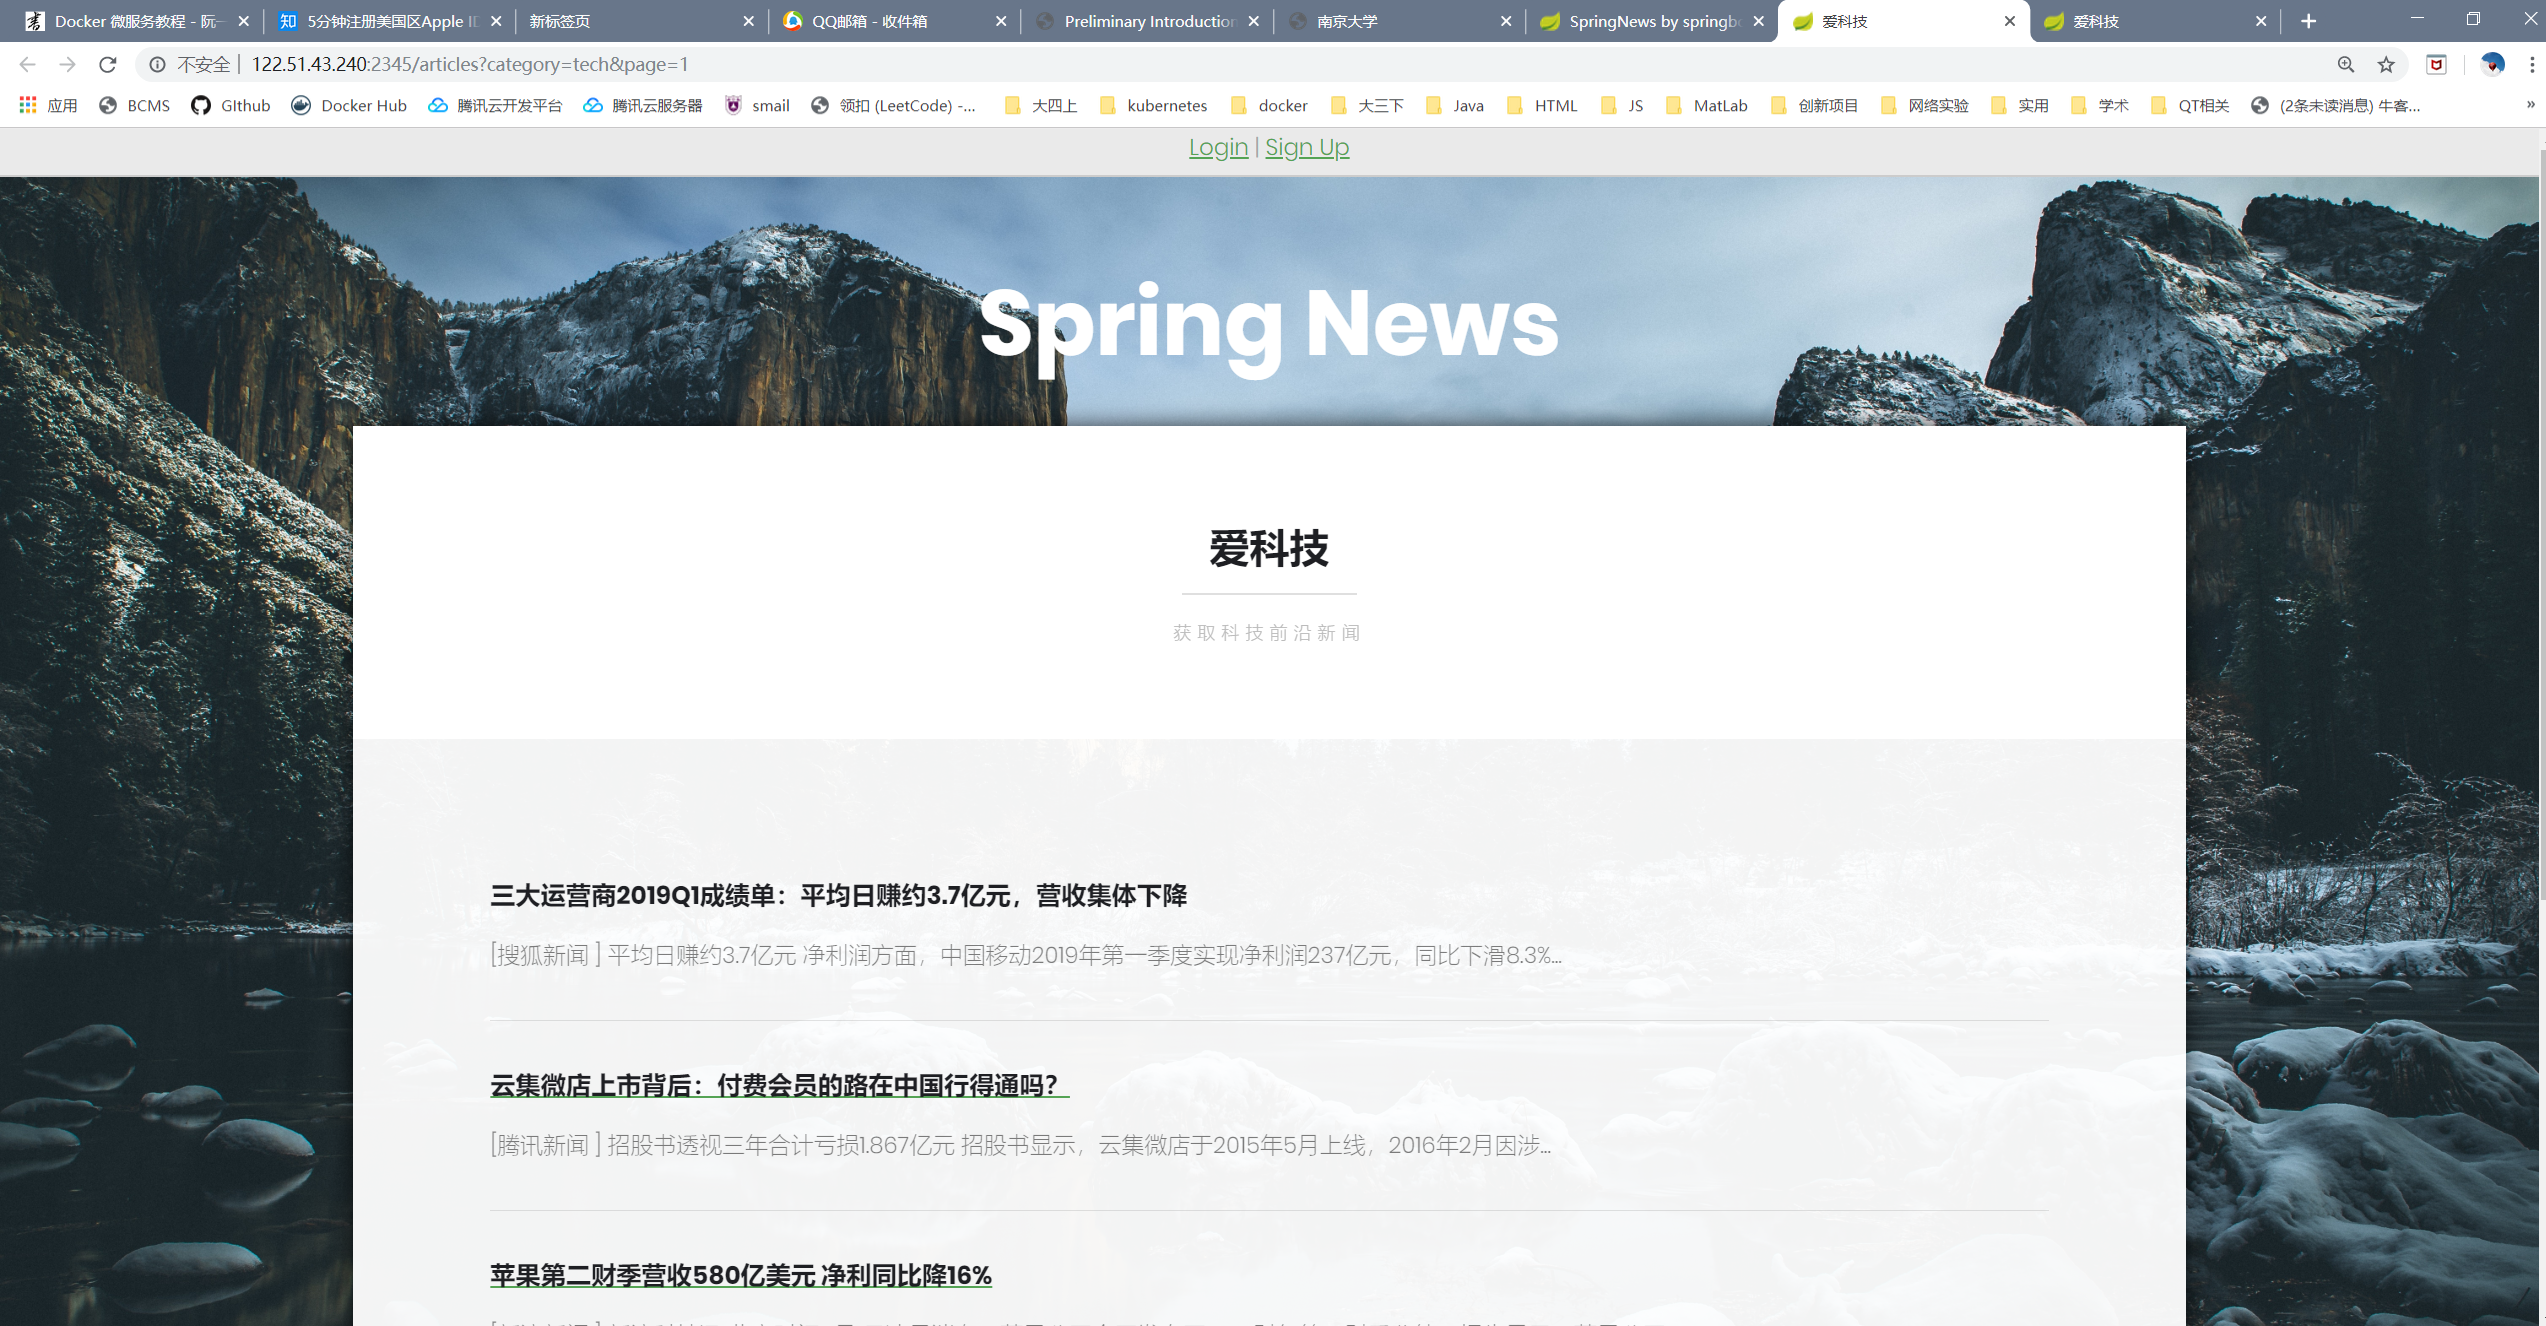 Docker 微服务教程 - 阮一
5分钟注册美国区Apple ID
新标签页
QQ邮箱 - 收件箱
Preliminary Introduction
南京大学
SpringNews by springbo
爱科技
爱科技
不安全 | 122.51.43.240:2345/articles?category=tech&page=1
应用 BCMS GIthub Docker Hub 腾讯云开发平台 腾讯云服务器 smail 领扣 (LeetCode) -... 大四上 kubernetes docker 大三下 Java HTML JS MatLab 创新项目 网络实验 实用 学术 QT相关 (2条未读消息) 牛客... »
Login | Sign Up
Spring News
爱科技
获取科技前沿新闻
三大运营商2019Q1成绩单：平均日赚约3.7亿元，营收集体下降
[搜狐新闻 ] 平均日赚约3.7亿元 净利润方面，中国移动2019年第一季度实现净利润237亿元，同比下滑8.3%...
云集微店上市背后：付费会员的路在中国行得通吗？
[腾讯新闻 ] 招股书透视三年合计亏损1.867亿元 招股书显示，云集微店于2015年5月上线，2016年2月因涉...
苹果第二财季营收580亿美元 净利同比降16%